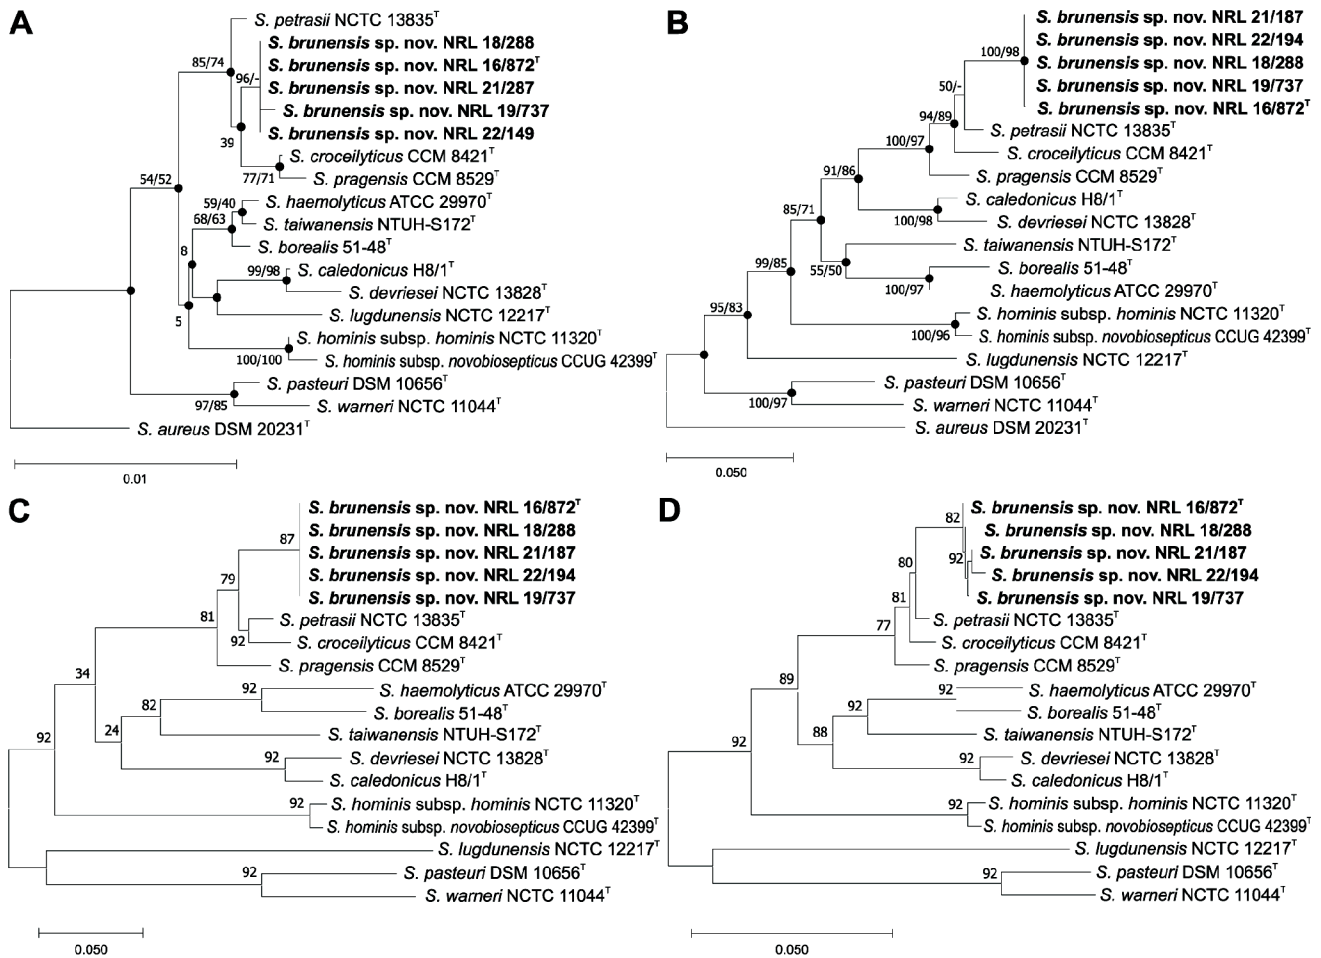 A
S. petrasii NCTC 13835ᵀ
S. brunensis sp. nov. NRL 18/288
85/74
S. brunensis sp. nov. NRL 16/872ᵀ
96/-
S. brunensis sp. nov. NRL 21/287
S. brunensis sp. nov. NRL 19/737
S. brunensis sp. nov. NRL 22/149
39
S. croceilyticus CCM 8421ᵀ
77/71
S. pragensis CCM 8529ᵀ
54/52
59/40
S. haemolyticus ATCC 29970ᵀ
68/63
S. taiwanensis NTUH-S172ᵀ
S. borealis 51-48ᵀ
8
99/98
S. caledonicus H8/1ᵀ
S. devriesei NCTC 13828ᵀ
S. lugdunensis NCTC 12217ᵀ
5
S. hominis subsp. hominis NCTC 11320ᵀ
100/100
S. hominis subsp. novobiosepticus CCUG 42399ᵀ
S. pasteuri DSM 10656ᵀ
97/85
S. warneri NCTC 11044ᵀ
S. aureus DSM 20231ᵀ
0.01
B
S. brunensis sp. nov. NRL 21/187
S. brunensis sp. nov. NRL 22/194
100/98
S. brunensis sp. nov. NRL 18/288
S. brunensis sp. nov. NRL 19/737
50/-
S. brunensis sp. nov. NRL 16/872ᵀ
94/89
S. petrasii NCTC 13835ᵀ
100/97
S. croceilyticus CCM 8421ᵀ
S. pragensis CCM 8529ᵀ
91/86
S. caledonicus H8/1ᵀ
100/98
S. devriesei NCTC 13828ᵀ
85/71
S. taiwanensis NTUH-S172ᵀ
55/50
S. borealis 51-48ᵀ
100/97
S. haemolyticus ATCC 29970ᵀ
99/85
S. hominis subsp. hominis NCTC 11320ᵀ
100/96
S. hominis subsp. novobiosepticus CCUG 42399ᵀ
95/83
S. lugdunensis NCTC 12217ᵀ
S. pasteuri DSM 10656ᵀ
100/97
S. warneri NCTC 11044ᵀ
S. aureus DSM 20231ᵀ
0.050
C
S. brunensis sp. nov. NRL 16/872ᵀ
S. brunensis sp. nov. NRL 18/288
87
S. brunensis sp. nov. NRL 21/187
S. brunensis sp. nov. NRL 22/194
79
S. brunensis sp. nov. NRL 19/737
81
S. petrasii NCTC 13835ᵀ
92
S. croceilyticus CCM 8421ᵀ
S. pragensis CCM 8529ᵀ
34
92
S. haemolyticus ATCC 29970ᵀ
82
S. borealis 51-48ᵀ
24
S. taiwanensis NTUH-S172ᵀ
92
92
S. devriesei NCTC 13828ᵀ
S. caledonicus H8/1ᵀ
92
S. hominis subsp. hominis NCTC 11320ᵀ
S. hominis subsp. novobiosepticus CCUG 42399ᵀ
S. lugdunensis NCTC 12217ᵀ
92
S. pasteuri DSM 10656ᵀ
S. warneri NCTC 11044ᵀ
0.050
D
S. brunensis sp. nov. NRL 16/872ᵀ
82
S. brunensis sp. nov. NRL 18/288
92
S. brunensis sp. nov. NRL 21/187
80
S. brunensis sp. nov. NRL 22/194
81
S. brunensis sp. nov. NRL 19/737
77
S. petrasii NCTC 13835ᵀ
S. croceilyticus CCM 8421ᵀ
S. pragensis CCM 8529ᵀ
89
92
S. haemolyticus ATCC 29970ᵀ
92
S. borealis 51-48ᵀ
88
S. taiwanensis NTUH-S172ᵀ
92
92
S. devriesei NCTC 13828ᵀ
S. caledonicus H8/1ᵀ
92
S. hominis subsp. hominis NCTC 11320ᵀ
S. hominis subsp. novobiosepticus CCUG 42399ᵀ
S. lugdunensis NCTC 12217ᵀ
92
S. pasteuri DSM 10656ᵀ
S. warneri NCTC 11044ᵀ
0.050